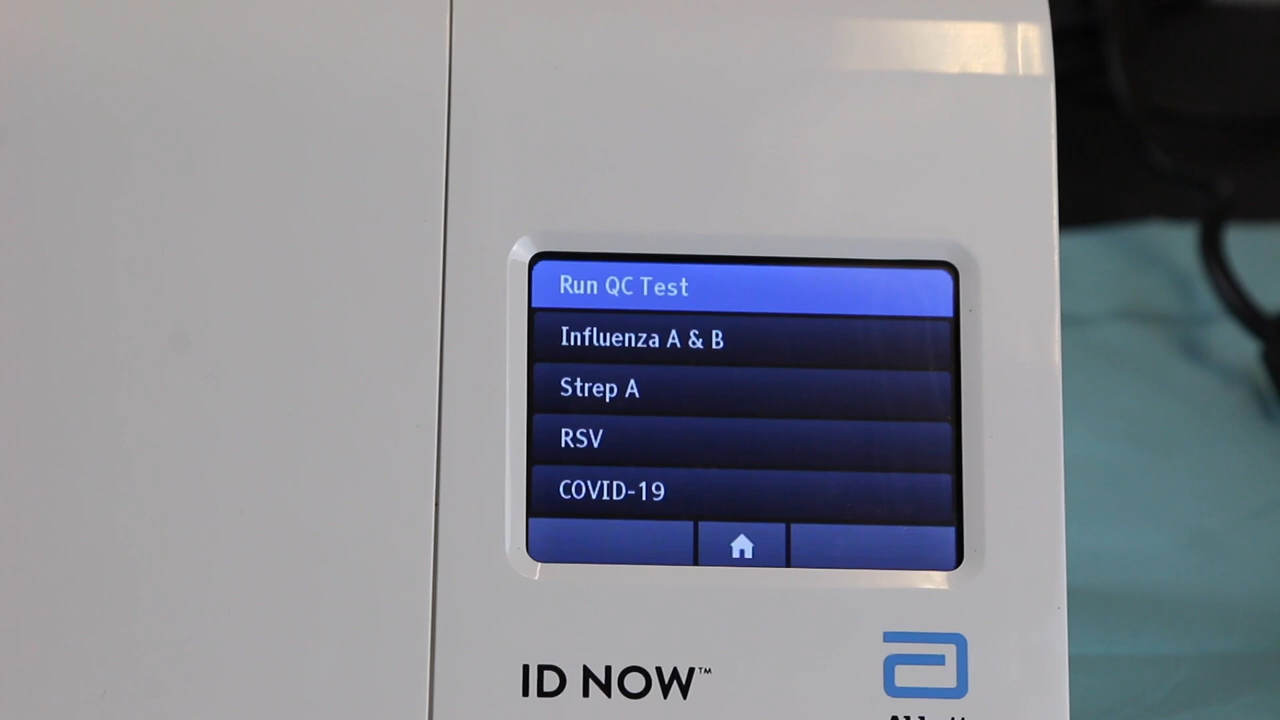 Run QC Test
Influenza A & B
Strep A
RSV
COVID-19
ID NOW™